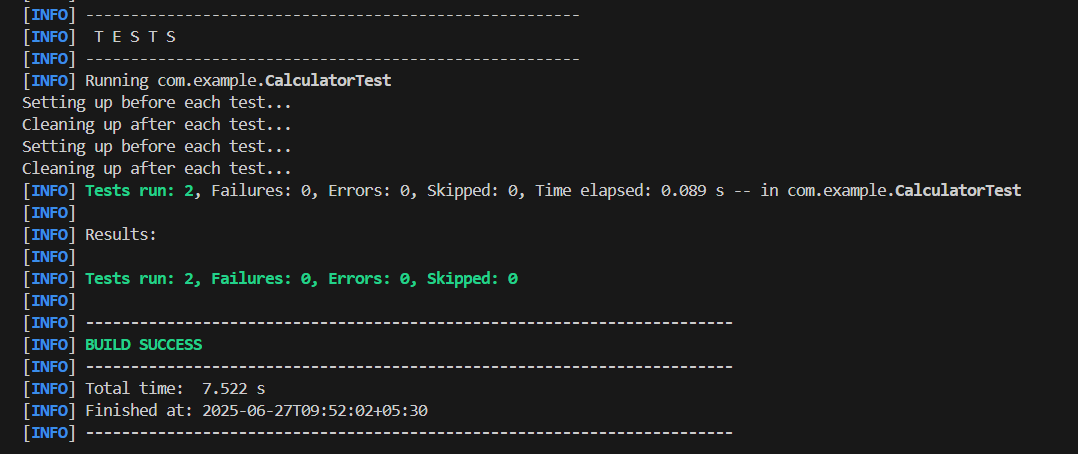 [INFO] -------------------------------------------------------
[INFO]  T E S T S
[INFO] -------------------------------------------------------
[INFO] Running com.example.CalculatorTest
Setting up before each test...
Cleaning up after each test...
Setting up before each test...
Cleaning up after each test...
[INFO] Tests run: 2, Failures: 0, Errors: 0, Skipped: 0, Time elapsed: 0.089 s -- in com.example.CalculatorTest
[INFO]
[INFO] Results:
[INFO]
[INFO] Tests run: 2, Failures: 0, Errors: 0, Skipped: 0
[INFO]
[INFO] ------------------------------------------------------------------------
[INFO] BUILD SUCCESS
[INFO] ------------------------------------------------------------------------
[INFO] Total time:  7.522 s
[INFO] Finished at: 2025-06-27T09:52:02+05:30
[INFO] ------------------------------------------------------------------------